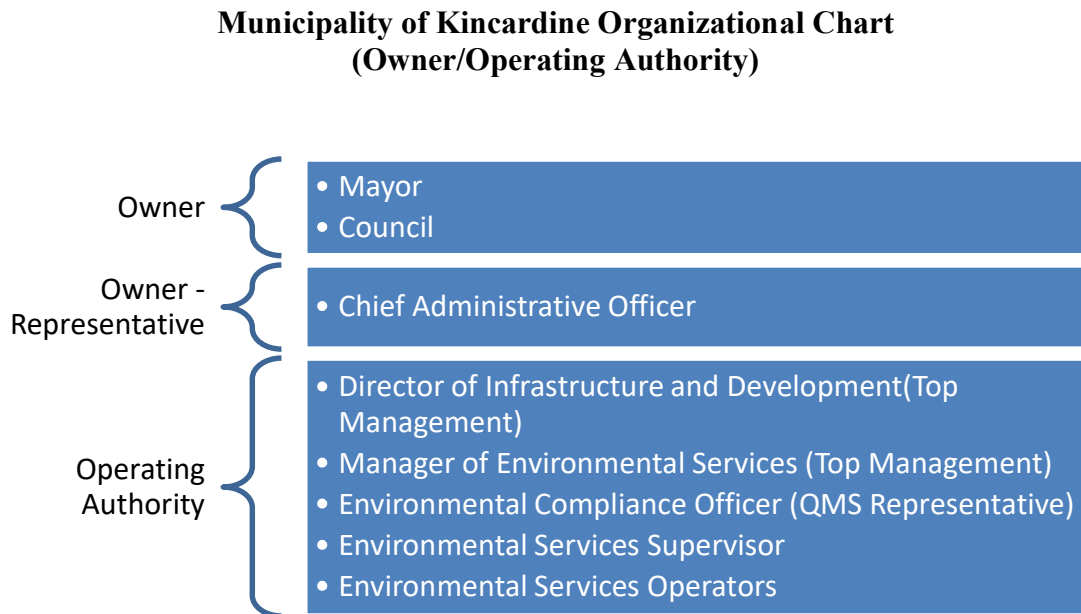 Municipality of Kincardine Organizational Chart
(Owner/Operating Authority)
Owner
• Mayor
• Council
Owner -
Representative
• Chief Administrative Officer
Operating
Authority
• Director of Infrastructure and Development(Top
Management)
• Manager of Environmental Services (Top Management)
• Environmental Compliance Officer (QMS Representative)
• Environmental Services Supervisor
• Environmental Services Operators